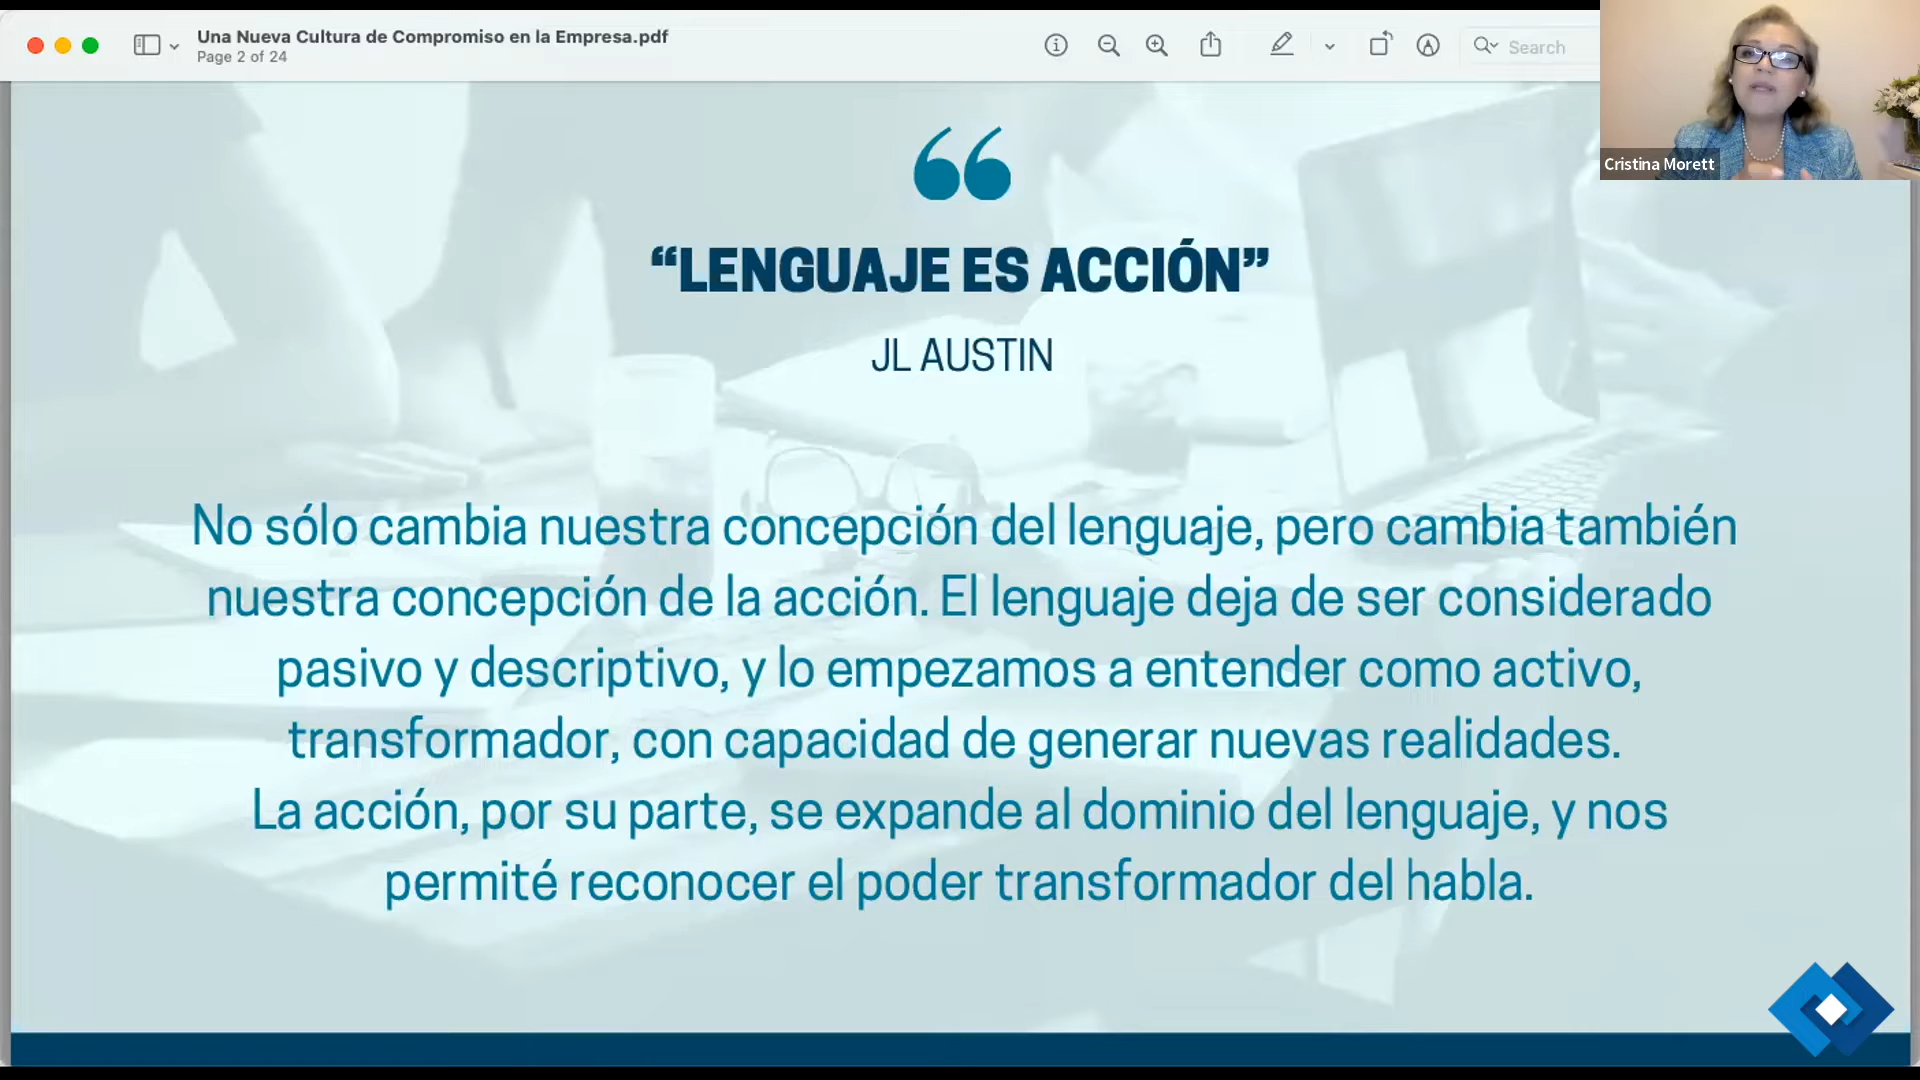 Una Nueva Cultura de Compromiso en la Empresa.pdf
Page 2 of 24
Search
Cristina Morett
“LENGUAJE ES ACCIÓN”
JL AUSTIN
No sólo cambia nuestra concepción del lenguaje, pero cambia también
nuestra concepción de la acción. El lenguaje deja de ser considerado
pasivo y descriptivo, y lo empezamos a entender como activo,
transformador, con capacidad de generar nuevas realidades.
La acción, por su parte, se expande al dominio del lenguaje, y nos
permité reconocer el poder transformador del habla.